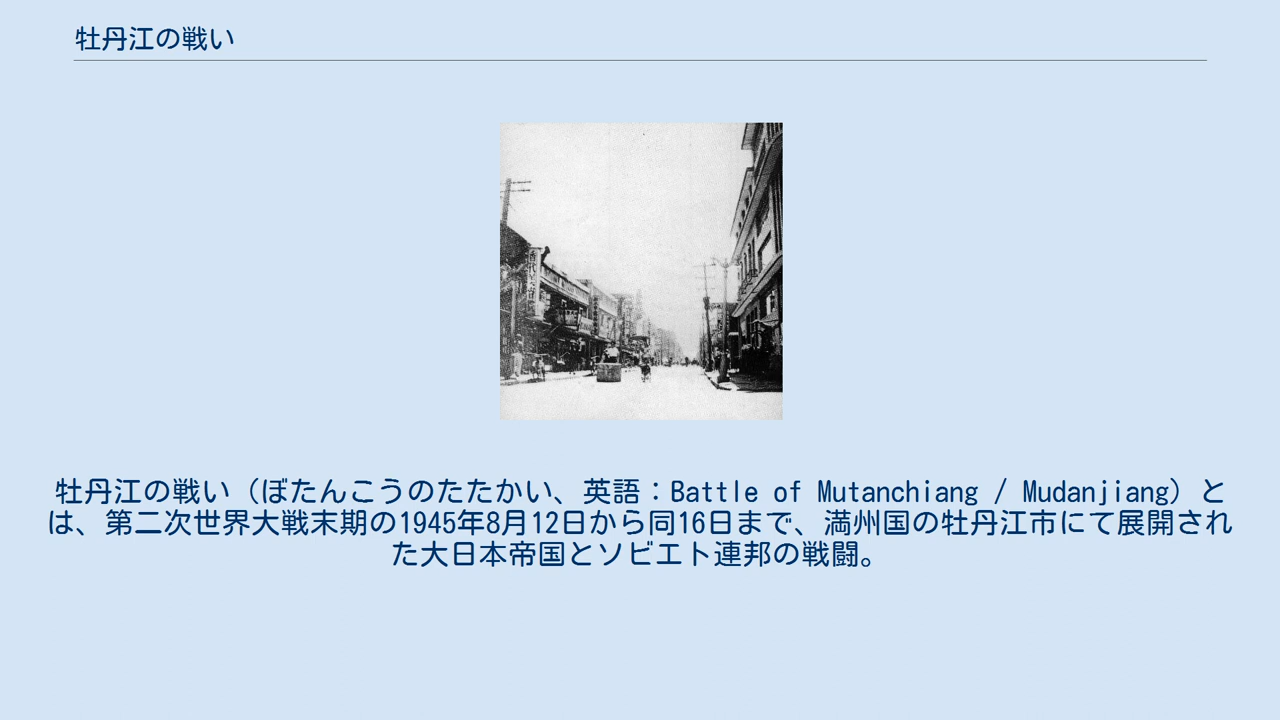 牡丹江の戦い
牡丹江の戦い（ぼたんこうのたたかい、英語：Battle of Mutanchiang / Mudanjiang）と
は、第二次世界大戦末期の1945年8月12日から同16日まで、満州国の牡丹江市にて展開され
た大日本帝国とソビエト連邦の戦闘。